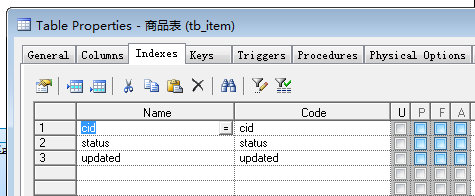 Table Properties - 商品表 (tb_item)
General Columns Indexes Keys Triggers Procedures Physical Options
Name Code U P F A
1 cid = cid
2 status status
3 updated updated